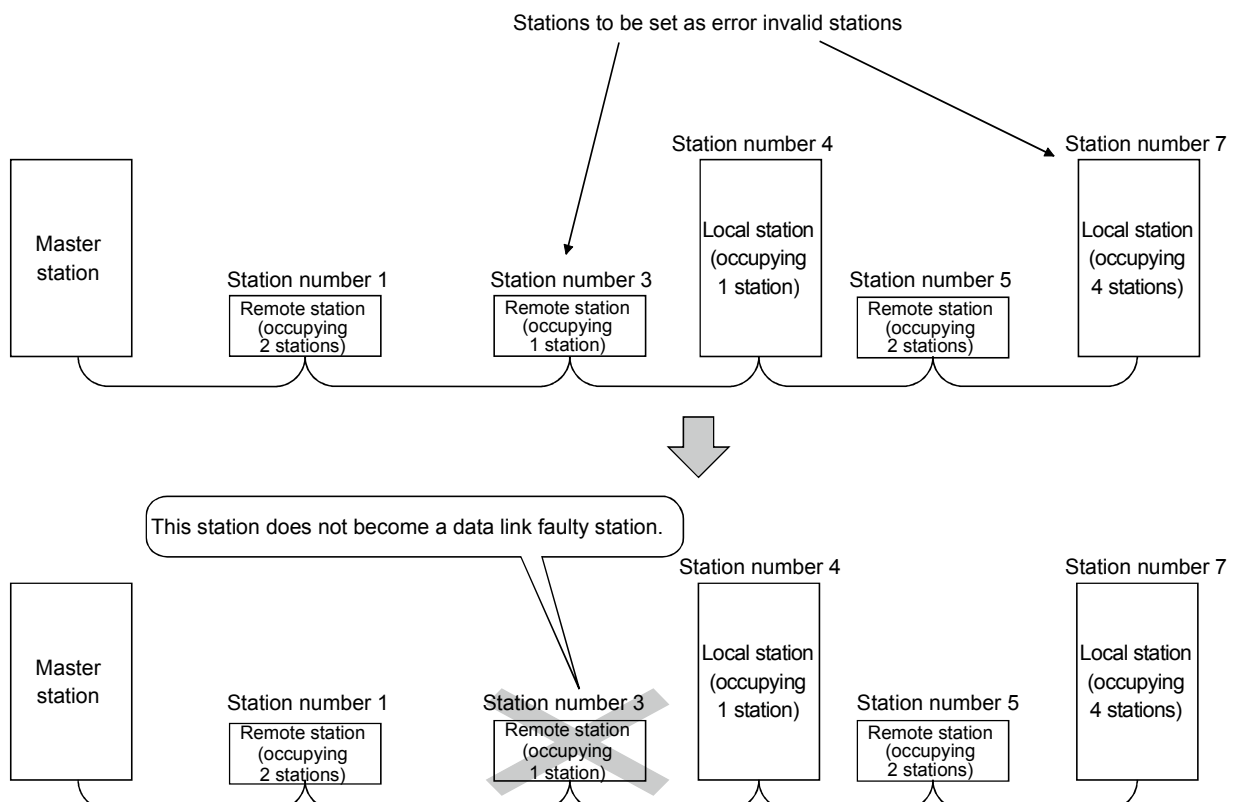 Stations to be set as error invalid stations
Station number 4
Station number 7
Master
station
Station number 1
Remote station
(occupying
2 stations)
Station number 3
Remote station
(occupying
1 station)
Local station
(occupying
1 station)
Station number 5
Remote station
(occupying
2 stations)
Local station
(occupying
4 stations)
This station does not become a data link faulty station.
Station number 4
Station number 7
Master
station
Station number 1
Remote station
(occupying
2 stations)
Station number 3
Remote station
(occupying
1 station)
Local station
(occupying
1 station)
Station number 5
Remote station
(occupying
2 stations)
Local station
(occupying
4 stations)